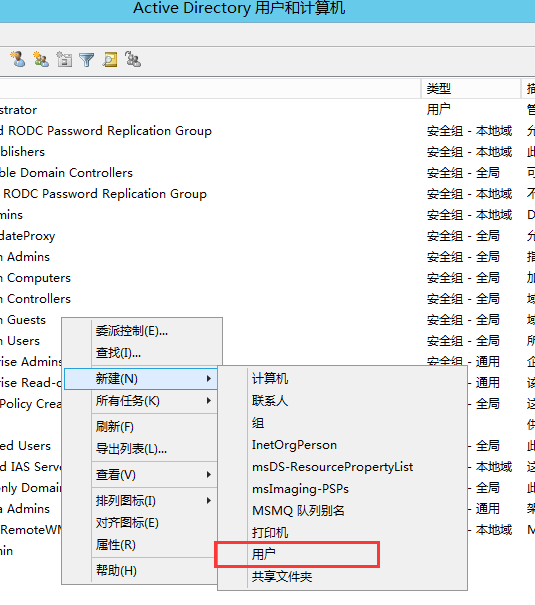 Active Directory 用户和计算机
类型
用户
strator
d RODC Password Replication Group 安全组 - 本地域
blishers 安全组 - 本地域
ble Domain Controllers 安全组 - 全局
RODC Password Replication Group 安全组 - 本地域
mins 安全组 - 本地域
dateProxy 安全组 - 全局
n Admins 安全组 - 全局
n Computers 安全组 - 全局
n Controllers 安全组 - 全局
n Guests 安全组 - 全局
n Users 安全组 - 全局
rise Admins 安全组 - 通用
rise Read-o 安全组 - 通用
Policy Crea 安全组 - 全局
ed Users 安全组 - 全局
d IAS Serve 安全组 - 本地域
only Domain 安全组 - 全局
a Admins 安全组 - 通用
RemoteWM 安全组 - 本地域
min
委派控制(E)...
查找(I)...
新建(N)
所有任务(K)
刷新(F)
导出列表(L)...
查看(V)
排列图标(I)
对齐图标(E)
属性(R)
帮助(H)
计算机
联系人
组
InetOrgPerson
msDS-ResourcePropertyList
msImaging-PSPs
MSMQ 队列别名
打印机
用户
共享文件夹